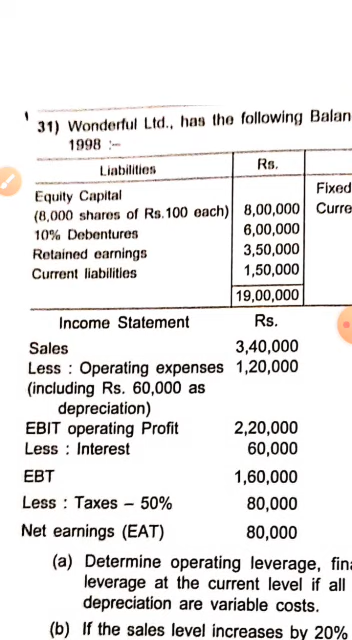 31) Wonderful Ltd., has the following Balan
1998 :–
Liabilities Rs.
Equity Capital Fixed
(8,000 shares of Rs.100 each) 8,00,000 Curre
10% Debentures 6,00,000
Retained earnings 3,50,000
Current liabilities 1,50,000
19,00,000
Income Statement Rs.
Sales 3,40,000
Less : Operating expenses 1,20,000
(including Rs. 60,000 as
depreciation)
EBIT operating Profit 2,20,000
Less : Interest 60,000
EBT 1,60,000
Less : Taxes – 50% 80,000
Net earnings (EAT) 80,000
(a) Determine operating leverage, fina
leverage at the current level if all
depreciation are variable costs.
(b) If the sales level increases by 20%